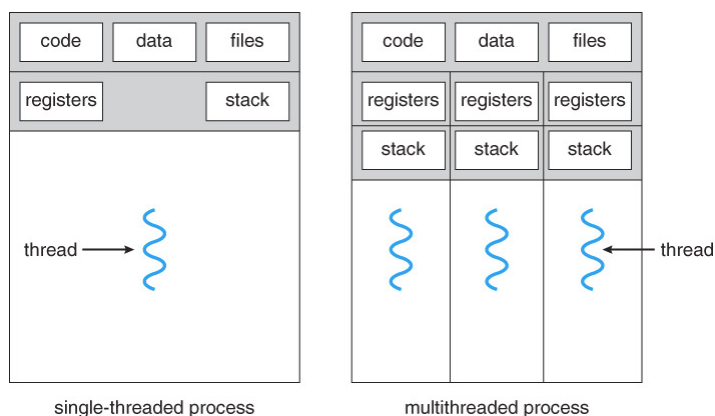 code data files
registers stack
thread
single-threaded process
code data files
registers registers registers
stack stack stack
thread
multithreaded process